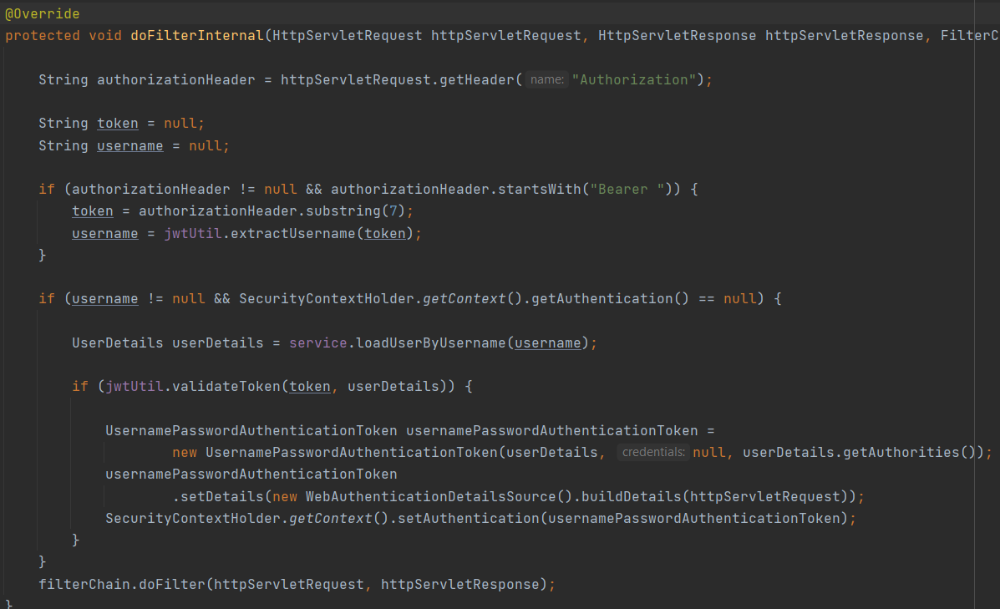 @Override
protected void doFilterInternal(HttpServletRequest httpServletRequest, HttpServletResponse httpServletResponse, FilterC
String authorizationHeader = httpServletRequest.getHeader( name: "Authorization");
String token = null;
String username = null;
if (authorizationHeader != null && authorizationHeader.startsWith("Bearer ")) {
token = authorizationHeader.substring(7);
username = jwtUtil.extractUsername(token);
}
if (username != null && SecurityContextHolder.getContext().getAuthentication() == null) {
UserDetails userDetails = service.loadUserByUsername(username);
if (jwtUtil.validateToken(token, userDetails)) {
UsernamePasswordAuthenticationToken usernamePasswordAuthenticationToken =
new UsernamePasswordAuthenticationToken(userDetails, credentials: null, userDetails.getAuthorities());
usernamePasswordAuthenticationToken
.setDetails(new WebAuthenticationDetailsSource().buildDetails(httpServletRequest));
SecurityContextHolder.getContext().setAuthentication(usernamePasswordAuthenticationToken);
}
}
filterChain.doFilter(httpServletRequest, httpServletResponse);
}